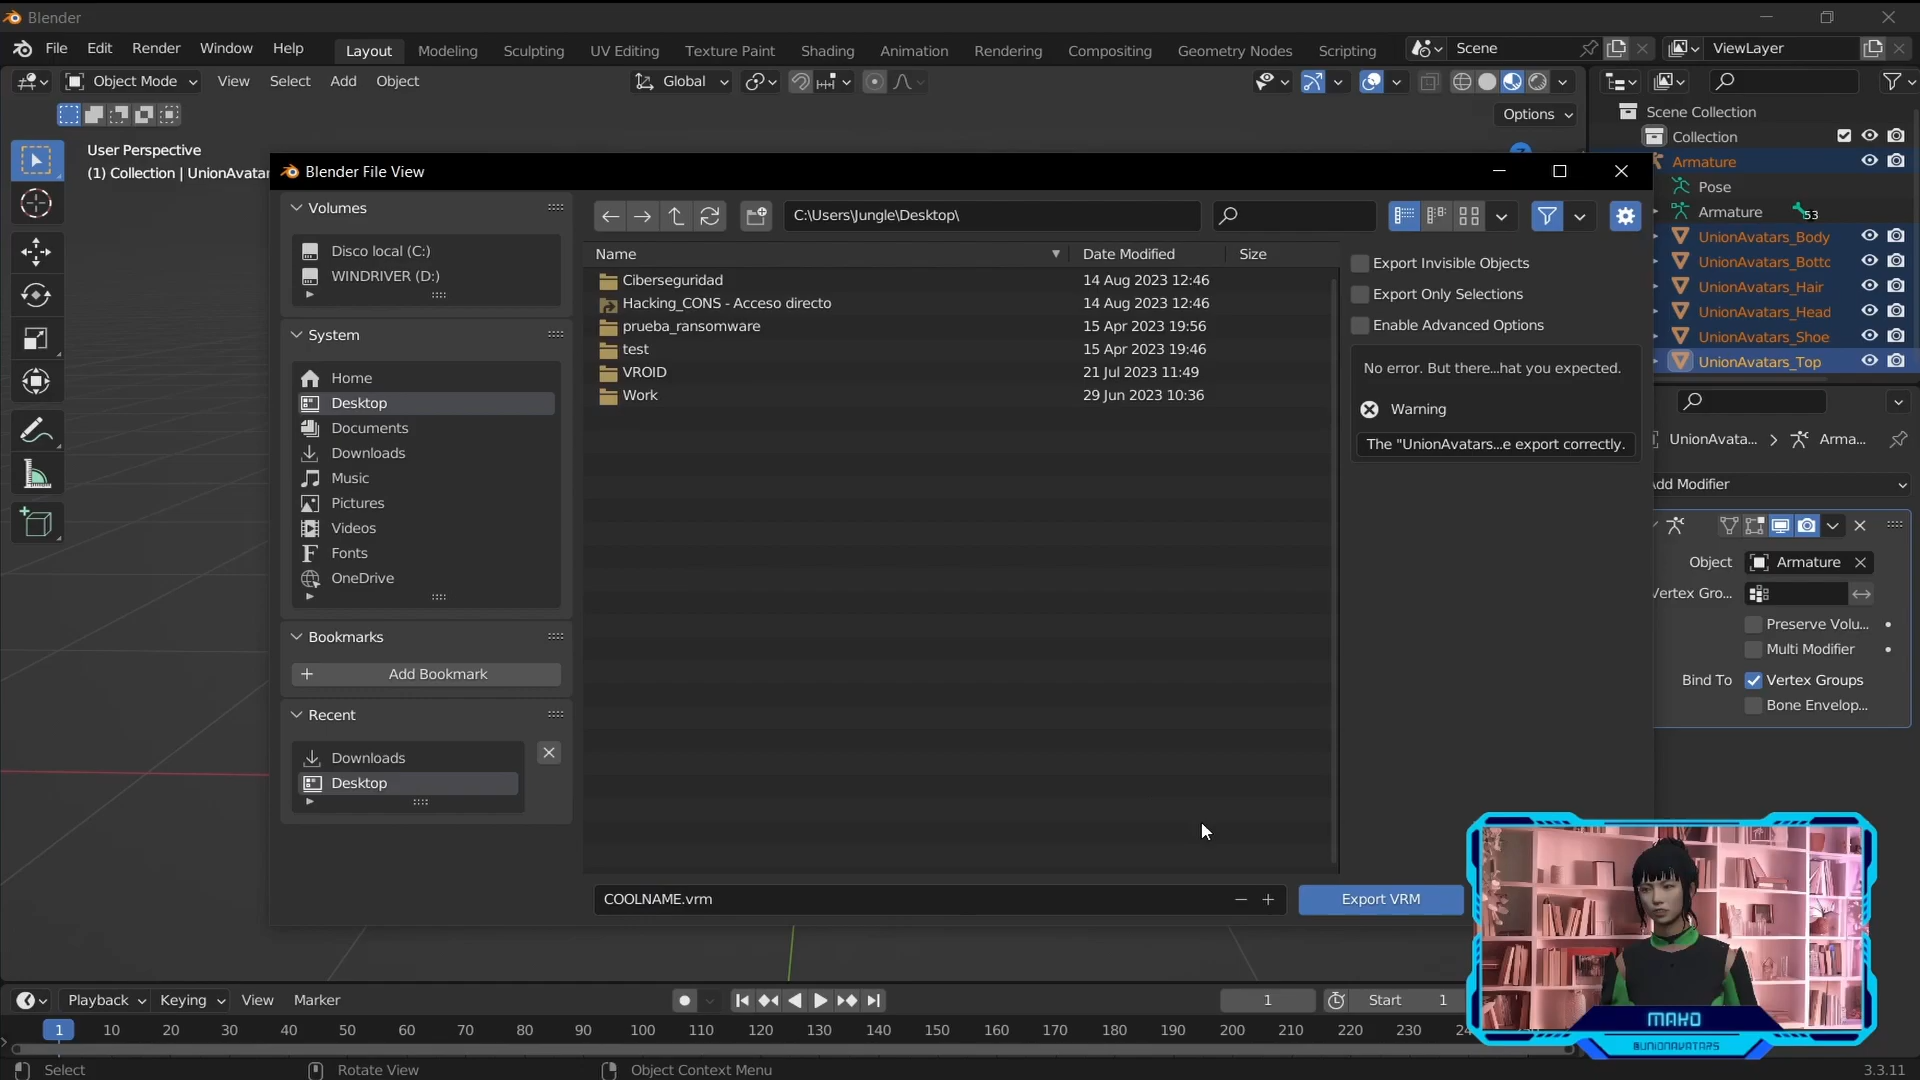 Blender
File Edit Render Window Help Layout Modeling Sculpting UV Editing Texture Paint Shading Animation Rendering Compositing Geometry Nodes Scripting Scene ViewLayer
Object Mode View Select Add Object Global
Options
User Perspective
(1) Collection | UnionAvatar
Scene Collection
Collection
Armature
Pose
Armature 53
UnionAvatars_Body
UnionAvatars_Botto
UnionAvatars_Hair
UnionAvatars_Head
UnionAvatars_Shoe
UnionAvatars_Top
Blender File View
Volumes
Disco local (C:)
WINDRIVER (D:)
System
Home
Desktop
Documents
Downloads
Music
Pictures
Videos
Fonts
OneDrive
Bookmarks
Add Bookmark
Recent
Downloads
Desktop
C:\Users\Jungle\Desktop\
Name Date Modified Size
Ciberseguridad 14 Aug 2023 12:46
Hacking_CONS - Acceso directo 14 Aug 2023 12:46
prueba_ransomware 15 Apr 2023 19:56
test 15 Apr 2023 19:46
VROID 21 Jul 2023 11:49
Work 29 Jun 2023 10:36
Export Invisible Objects
Export Only Selections
Enable Advanced Options
No error. But there...hat you expected.
Warning
The "UnionAvatars...e export correctly.
COOLNAME.vrm
Export VRM
UnionAvata... Arma...
Add Modifier
Object Armature
Vertex Gro...
Preserve Volu...
Multi Modifier
Bind To Vertex Groups
Bone Envelop...
MAKO
@UNIONAVATARS
Playback Keying View Marker 1 Start 1
1 10 20 30 40 50 60 70 80 90 100 110 120 130 140 150 160 170 180 190 200 210 220 230
Select Rotate View Object Context Menu 3.3.11